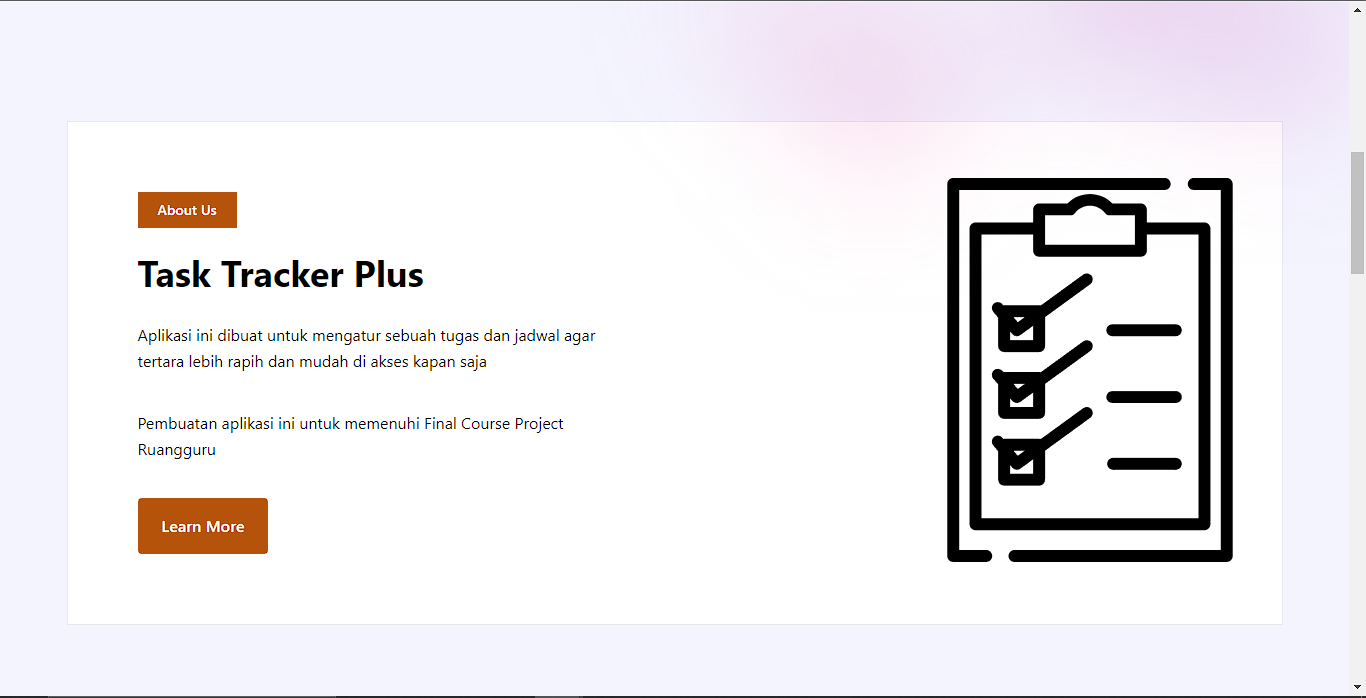 About Us
Task Tracker Plus
Aplikasi ini dibuat untuk mengatur sebuah tugas dan jadwal agar
tertara lebih rapih dan mudah di akses kapan saja
Pembuatan aplikasi ini untuk memenuhi Final Course Project
Ruangguru
Learn More